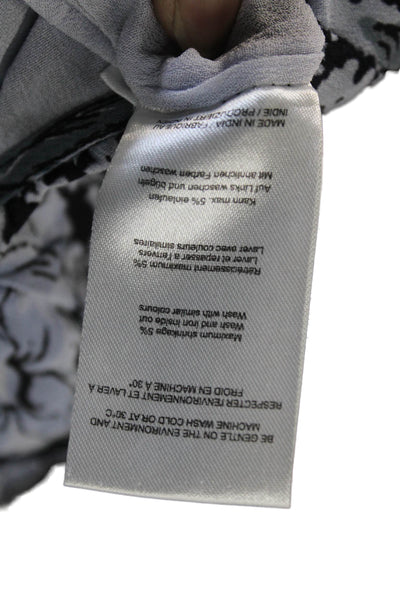 BE GENTLE ON THE ENVIRONMENT AND
MACHINE WASH COLD OR AT 30°C
RESPECTER l'ENVIRONNEMENT ET LAVER A
FROID EN MACHINE A 30°
Maximum shrinkage 5%
Wash and iron inside out
Wash with similar colours
Rétrécissement maximum 5%
Laver et repasser a l'envers
Laver avec couleurs similaires
Kann max. 5% einlaufen
Auf Links waschen und bügeln
Mit ähnlichen Farben waschen
MADE IN INDIA / FABRIQUE AU
INDE / PRODUZIERT IN